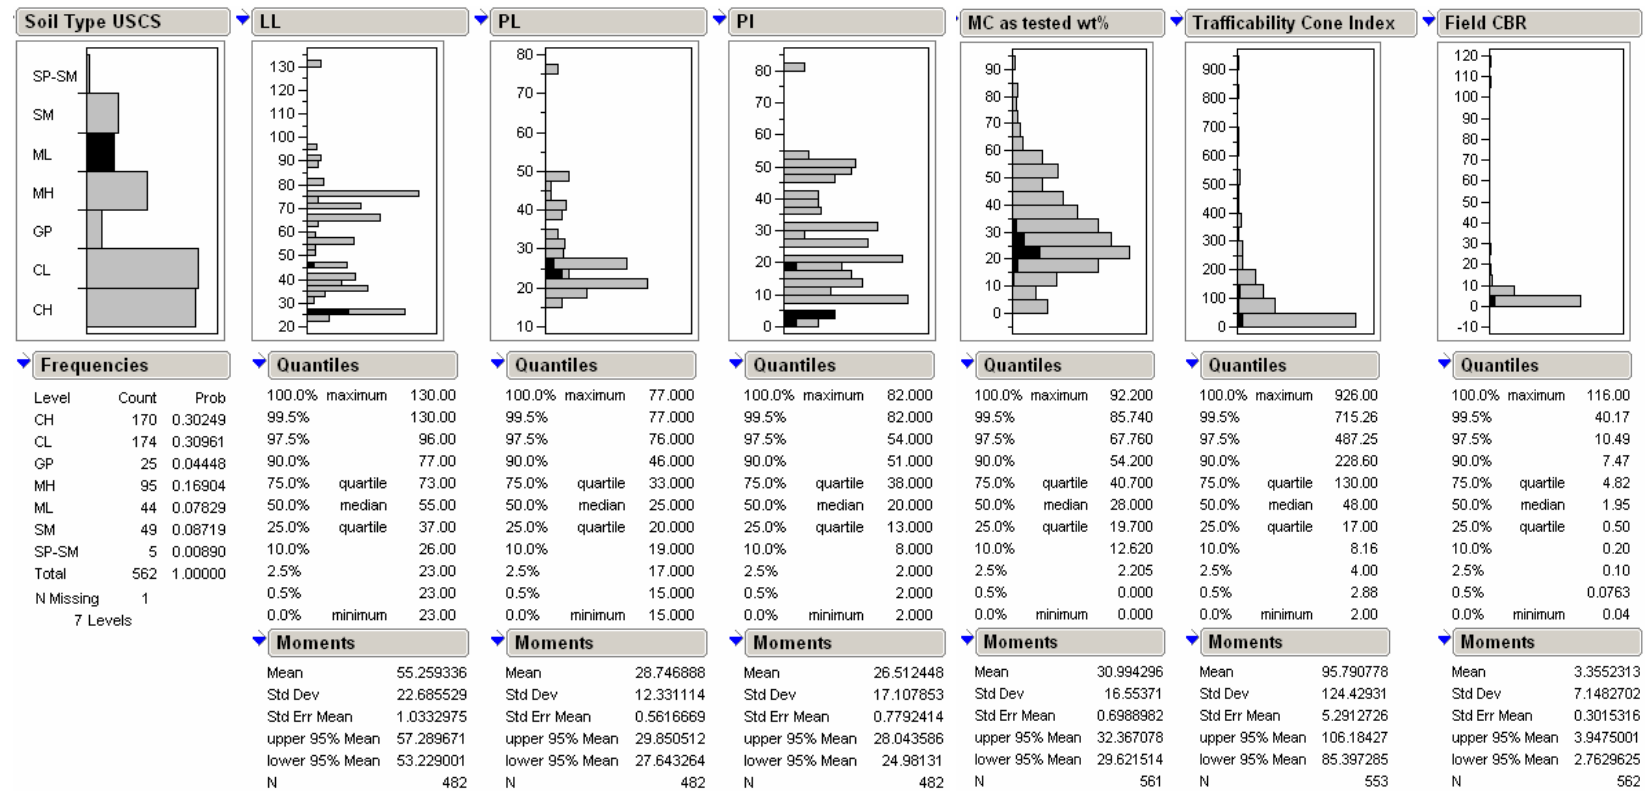 Soil Type USCS
SP-SM
SM
ML
MH
GP
CL
CH
Frequencies
Level Count Prob
CH 170 0.30249
CL 174 0.30961
GP 25 0.04448
MH 95 0.16904
ML 44 0.07829
SM 49 0.08719
SP-SM 5 0.00890
Total 562 1.00000
N Missing 1
7 Levels
LL
130
120
110
100
90
80
70
60
50
40
30
20
Quantiles
100.0% maximum 130.00
99.5% 130.00
97.5% 96.00
90.0% 77.00
75.0% quartile 73.00
50.0% median 55.00
25.0% quartile 37.00
10.0% 26.00
2.5% 23.00
0.5% 23.00
0.0% minimum 23.00
Moments
Mean 55.259336
Std Dev 22.685529
Std Err Mean 1.0332975
upper 95% Mean 57.289671
lower 95% Mean 53.229001
N 482
PL
80
70
60
50
40
30
20
10
Quantiles
100.0% maximum 77.000
99.5% 77.000
97.5% 76.000
90.0% 46.000
75.0% quartile 33.000
50.0% median 25.000
25.0% quartile 20.000
10.0% 19.000
2.5% 17.000
0.5% 15.000
0.0% minimum 15.000
Moments
Mean 28.746888
Std Dev 12.331114
Std Err Mean 0.5616669
upper 95% Mean 29.850512
lower 95% Mean 27.643264
N 482
PI
80
70
60
50
40
30
20
10
0
Quantiles
100.0% maximum 82.000
99.5% 82.000
97.5% 54.000
90.0% 51.000
75.0% quartile 38.000
50.0% median 20.000
25.0% quartile 13.000
10.0% 8.000
2.5% 2.000
0.5% 2.000
0.0% minimum 2.000
Moments
Mean 26.512448
Std Dev 17.107853
Std Err Mean 0.7792414
upper 95% Mean 28.043586
lower 95% Mean 24.98131
N 482
MC as tested wt%
90
80
70
60
50
40
30
20
10
0
Quantiles
100.0% maximum 92.200
99.5% 85.740
97.5% 67.760
90.0% 54.200
75.0% quartile 40.700
50.0% median 28.000
25.0% quartile 19.700
10.0% 12.620
2.5% 2.205
0.5% 0.000
0.0% minimum 0.000
Moments
Mean 30.994296
Std Dev 16.55371
Std Err Mean 0.6988982
upper 95% Mean 32.367078
lower 95% Mean 29.621514
N 561
Trafficability Cone Index
900
800
700
600
500
400
300
200
100
0
Quantiles
100.0% maximum 926.00
99.5% 715.26
97.5% 487.25
90.0% 228.60
75.0% quartile 130.00
50.0% median 48.00
25.0% quartile 17.00
10.0% 8.16
2.5% 4.00
0.5% 2.88
0.0% minimum 2.00
Moments
Mean 95.790778
Std Dev 124.42931
Std Err Mean 5.2912726
upper 95% Mean 106.18427
lower 95% Mean 85.397285
N 553
Field CBR
120
110
100
90
80
70
60
50
40
30
20
10
0
-10
Quantiles
100.0% maximum 116.00
99.5% 40.17
97.5% 10.49
90.0% 7.47
75.0% quartile 4.82
50.0% median 1.95
25.0% quartile 0.50
10.0% 0.20
2.5% 0.10
0.5% 0.0763
0.0% minimum 0.04
Moments
Mean 3.3552313
Std Dev 7.1482702
Std Err Mean 0.3015316
upper 95% Mean 3.9475001
lower 95% Mean 2.7629625
N 562